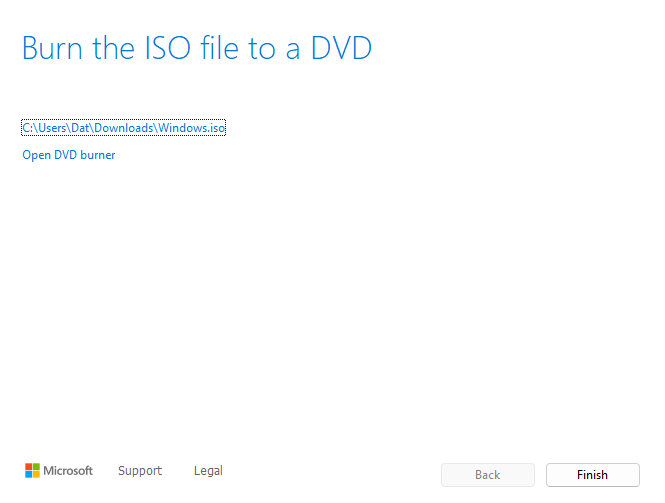 Burn the ISO file to a DVD
C:\Users\Dat\Downloads\Windows.iso
Open DVD burner
Microsoft Support Legal Back Finish